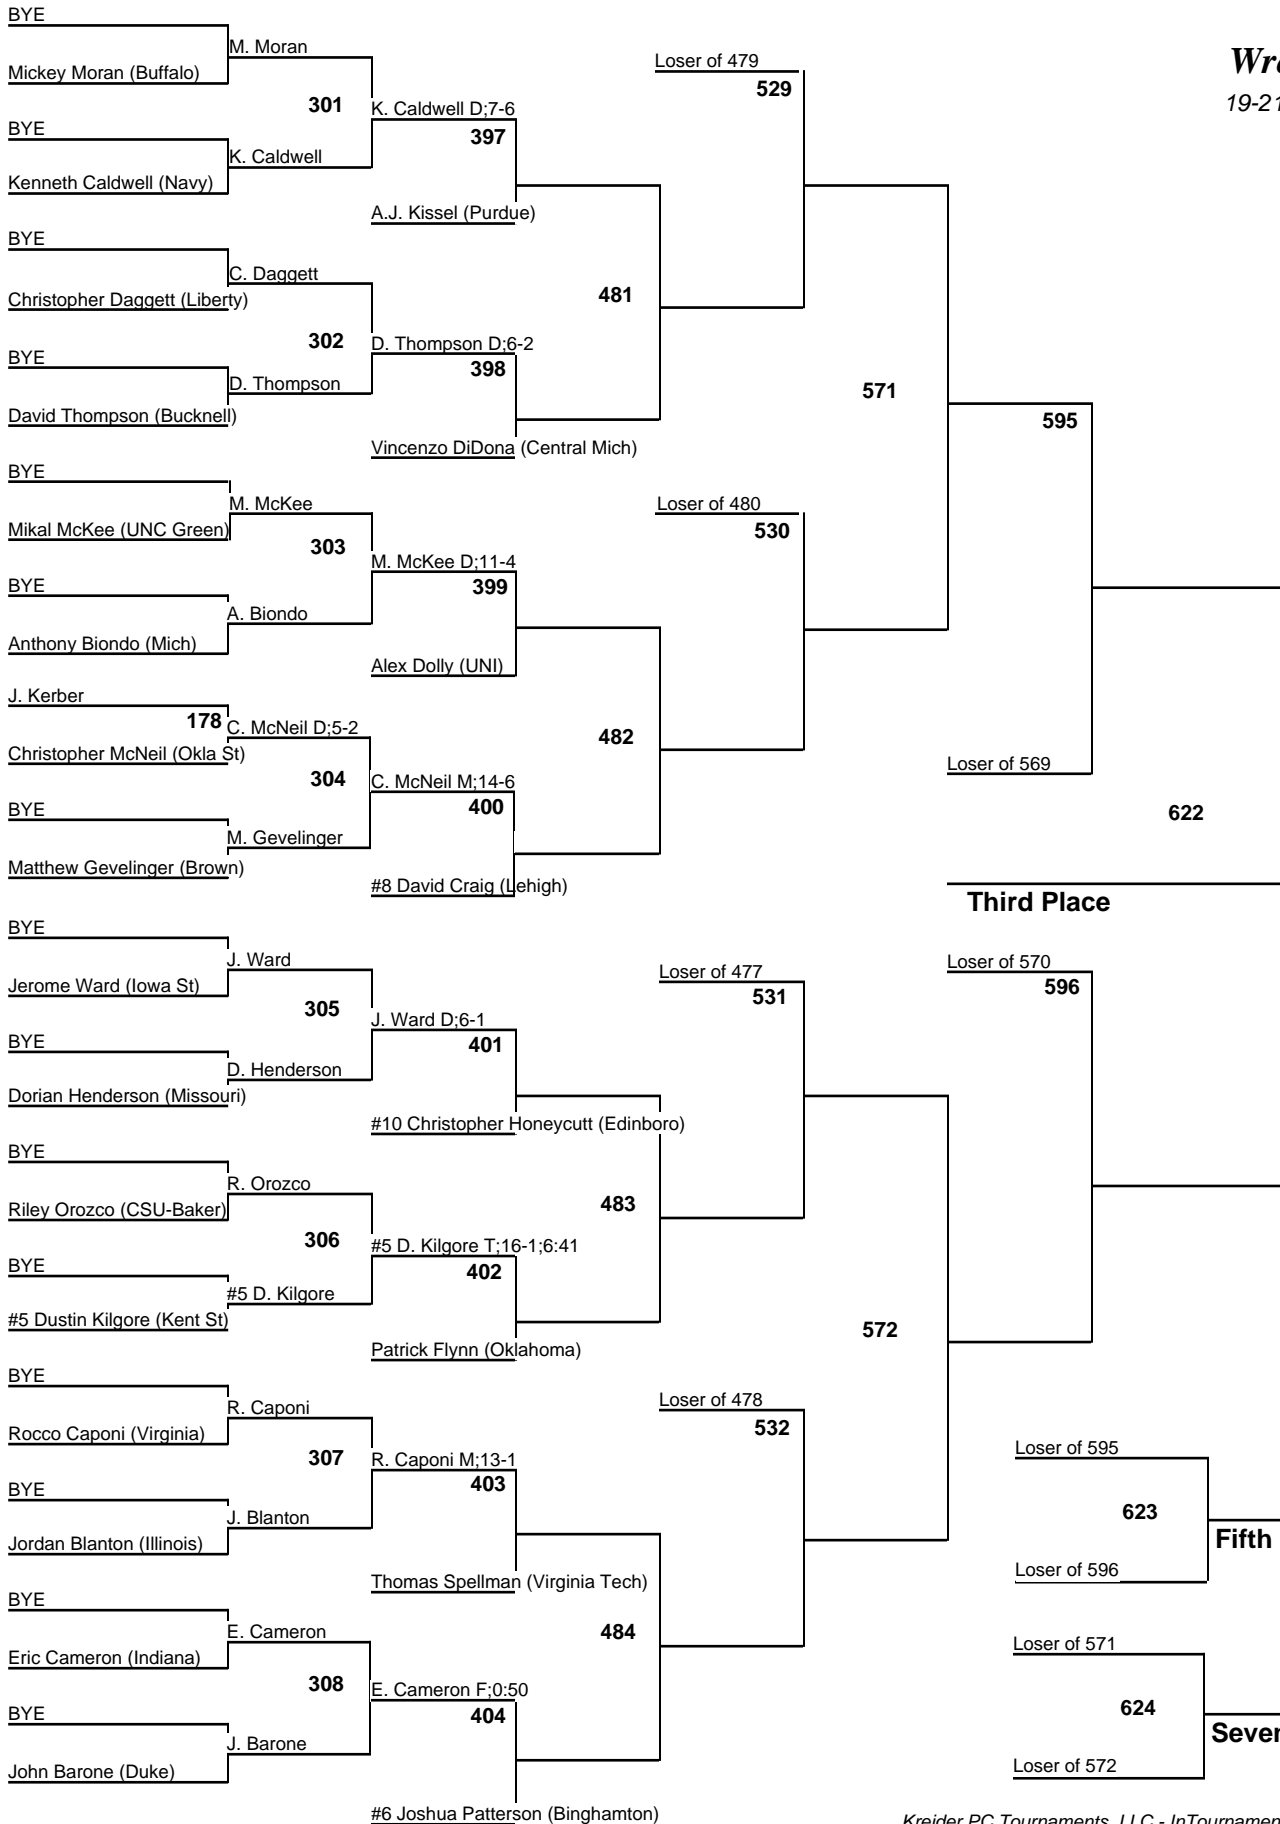 BYE
M. Moran
Mickey Moran (Buffalo)
301
BYE
K. Caldwell
Kenneth Caldwell (Navy)
K. Caldwell D;7-6
397
A.J. Kissel (Purdue)
BYE
C. Daggett
Christopher Daggett (Liberty)
302
BYE
D. Thompson
David Thompson (Bucknell)
D. Thompson D;6-2
398
Vincenzo DiDona (Central Mich)
481
Loser of 479
529
BYE
M. McKee
Mikal McKee (UNC Green)
303
BYE
A. Biondo
Anthony Biondo (Mich)
M. McKee D;11-4
399
Alex Dolly (UNI)
J. Kerber
178
C. McNeil D;5-2
Christopher McNeil (Okla St)
304
BYE
M. Gevelinger
Matthew Gevelinger (Brown)
C. McNeil M;14-6
400
#8 David Craig (Lehigh)
482
Loser of 480
530
571
595
Loser of 569
622
Third Place
BYE
J. Ward
Jerome Ward (Iowa St)
305
BYE
D. Henderson
Dorian Henderson (Missouri)
J. Ward D;6-1
401
#10 Christopher Honeycutt (Edinboro)
BYE
R. Orozco
Riley Orozco (CSU-Baker)
306
BYE
#5 D. Kilgore
#5 Dustin Kilgore (Kent St)
#5 D. Kilgore T;16-1;6:41
402
Patrick Flynn (Oklahoma)
483
Loser of 477
531
Loser of 570
596
572
BYE
R. Caponi
Rocco Caponi (Virginia)
307
BYE
J. Blanton
Jordan Blanton (Illinois)
R. Caponi M;13-1
403
Thomas Spellman (Virginia Tech)
BYE
E. Cameron
Eric Cameron (Indiana)
308
BYE
J. Barone
John Barone (Duke)
E. Cameron F;0:50
404
#6 Joshua Patterson (Binghamton)
484
Loser of 478
532
Loser of 595
623
Fifth
Loser of 596
Loser of 571
624
Loser of 572
19-21
Kreider PC Tournaments, LLC - InTournamen